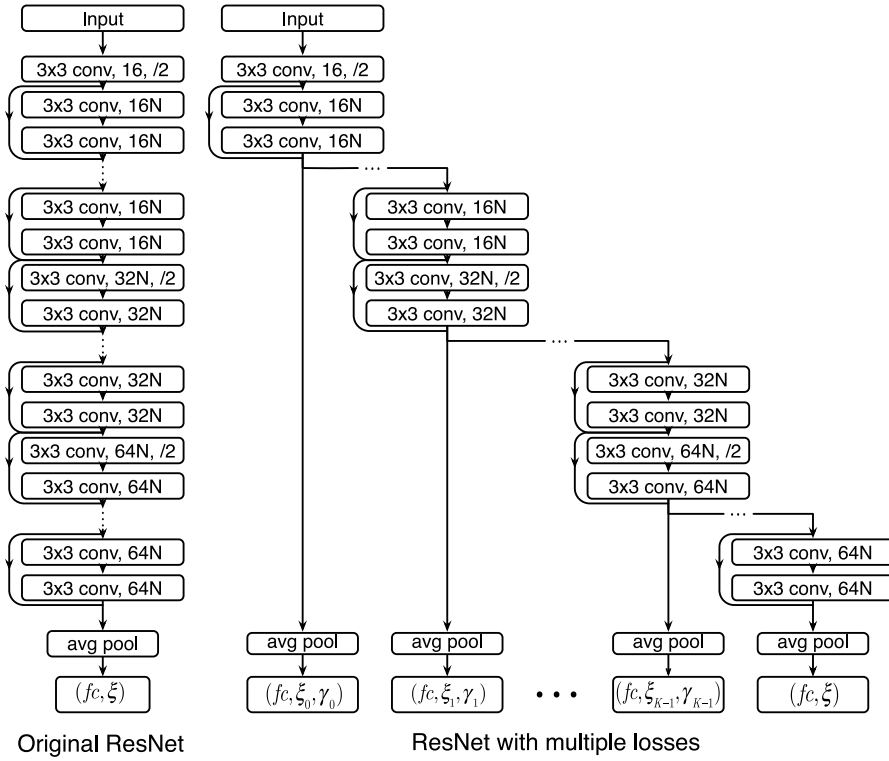 Input
3x3 conv, 16, /2
3x3 conv, 16N
3x3 conv, 16N
3x3 conv, 16N
3x3 conv, 16N
3x3 conv, 32N, /2
3x3 conv, 32N
3x3 conv, 32N
3x3 conv, 32N
3x3 conv, 64N, /2
3x3 conv, 64N
3x3 conv, 64N
3x3 conv, 64N
avg pool
(fc, ξ)
Original ResNet
Input
3x3 conv, 16, /2
3x3 conv, 16N
3x3 conv, 16N
...
avg pool
(fc, ξ₀, γ₀)
3x3 conv, 16N
3x3 conv, 16N
3x3 conv, 32N, /2
3x3 conv, 32N
...
avg pool
(fc, ξ₁, γ₁)
• • •
3x3 conv, 32N
3x3 conv, 32N
3x3 conv, 64N, /2
3x3 conv, 64N
...
avg pool
(fc, ξ_{K−1}, γ_{K−1})
3x3 conv, 64N
3x3 conv, 64N
avg pool
(fc, ξ)
ResNet with multiple losses